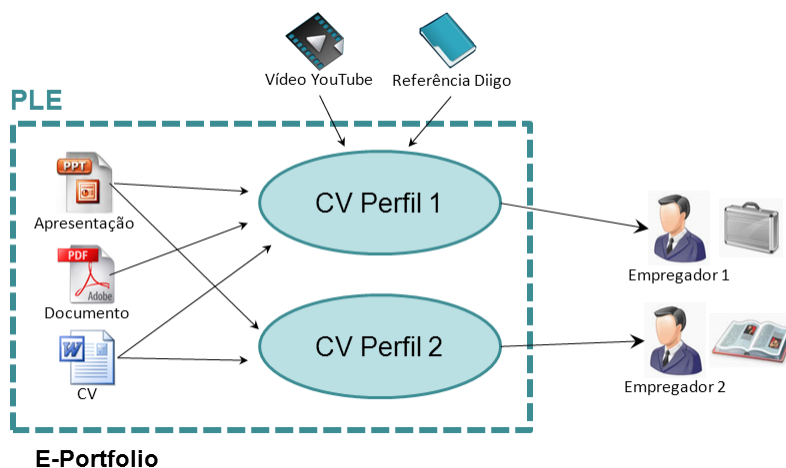 Vídeo YouTube
Referência Diigo
PLE
PPT
Apresentação
PDF
Adobe
Documento
W
CV
CV Perfil 1
CV Perfil 2
Empregador 1
Empregador 2
E-Portfolio